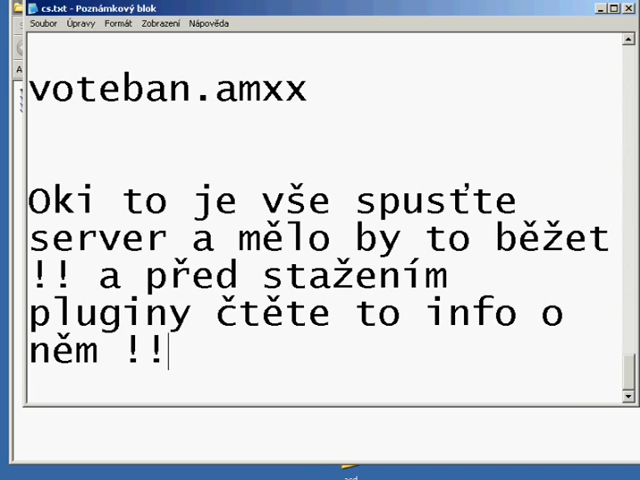 cs.txt - Poznámkový blok
Soubor Úpravy Formát Zobrazení Nápověda
voteban.amxx
Oki to je vše spusťte
server a mělo by to běžet
!! a před stažením
pluginy čtěte to info o
něm !!